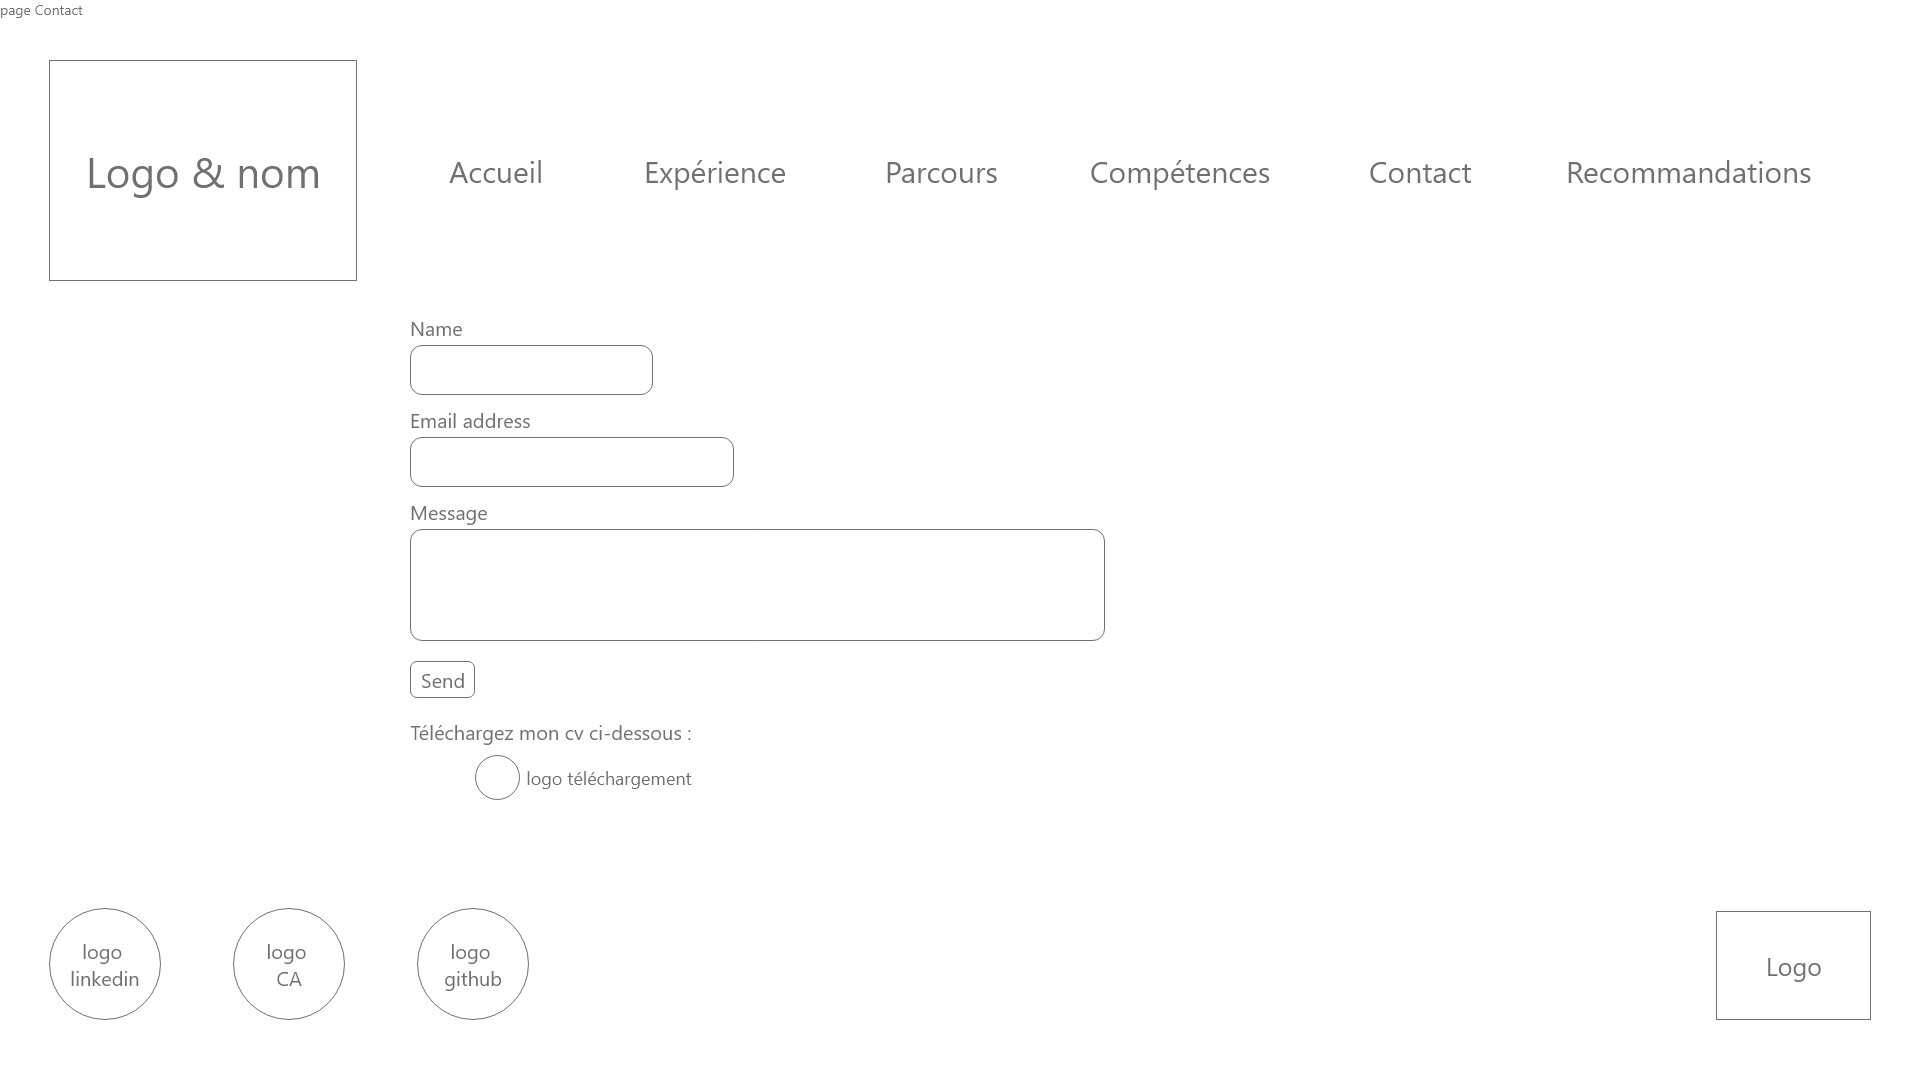 page Contact
Logo & nom
Accueil
Expérience
Parcours
Compétences
Contact
Recommandations
Name
Email address
Message
Send
Téléchargez mon cv ci-dessous :
logo téléchargement
logo
linkedin
logo
CA
logo
github
Logo